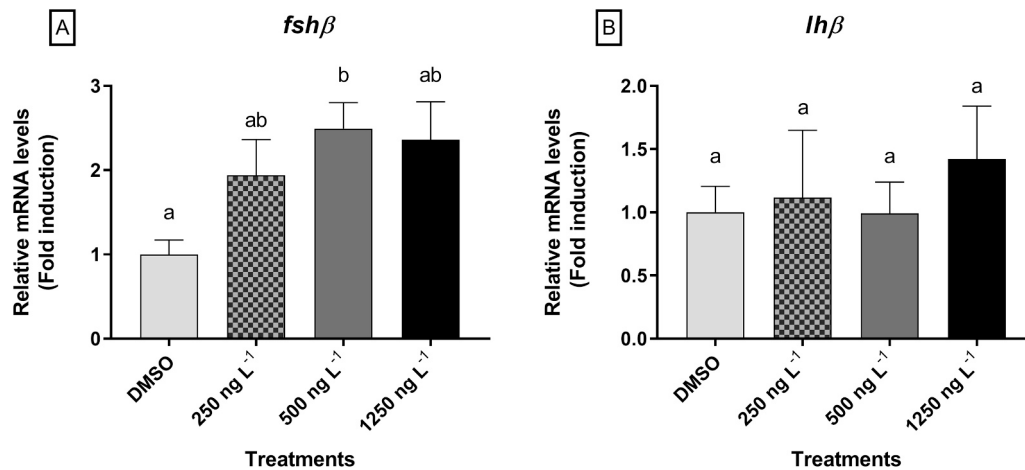 A
fshβ
Relative mRNA levels
(Fold induction)
3
2
1
0
a
ab
b
ab
DMSO
250 ng L⁻¹
500 ng L⁻¹
1250 ng L⁻¹
Treatments
B
lhβ
Relative mRNA levels
(Fold induction)
2.0
1.5
1.0
0.5
0.0
a
a
a
a
DMSO
250 ng L⁻¹
500 ng L⁻¹
1250 ng L⁻¹
Treatments